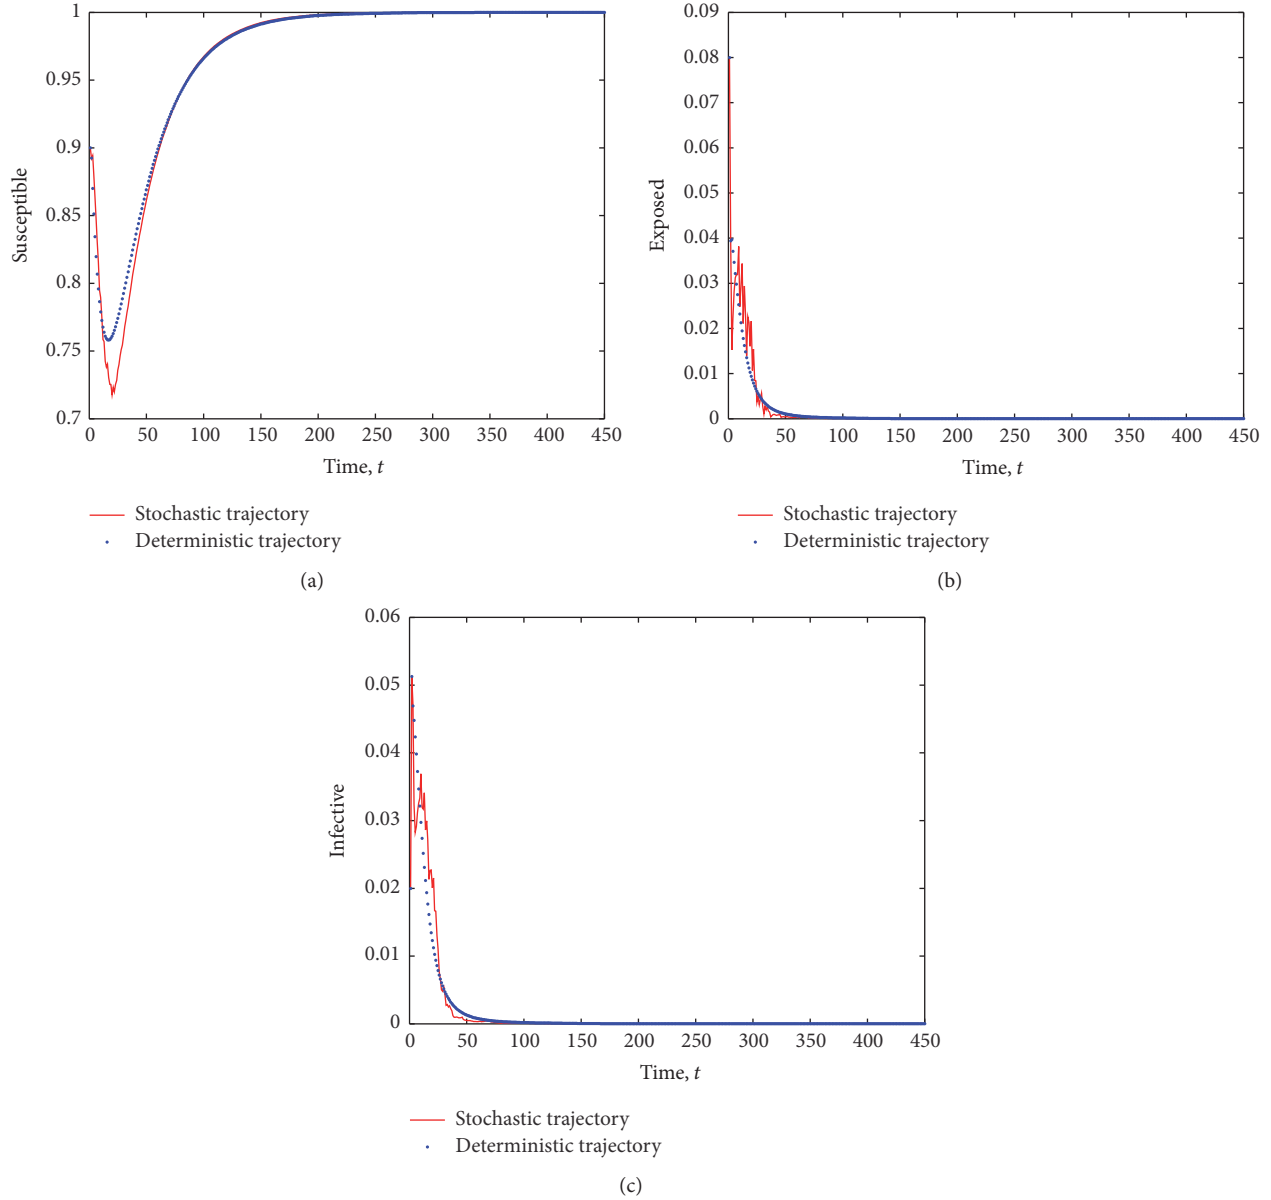 Susceptible
1
0.95
0.9
0.85
0.8
0.75
0.7
0 50 100 150 200 250 300 350 400 450
Time, t
Stochastic trajectory
Deterministic trajectory
(a)
Exposed
0.09
0.08
0.07
0.06
0.05
0.04
0.03
0.02
0.01
0
0 50 100 150 200 250 300 350 400 450
Time, t
Stochastic trajectory
Deterministic trajectory
(b)
Infective
0.06
0.05
0.04
0.03
0.02
0.01
0
0 50 100 150 200 250 300 350 400 450
Time, t
Stochastic trajectory
Deterministic trajectory
(c)